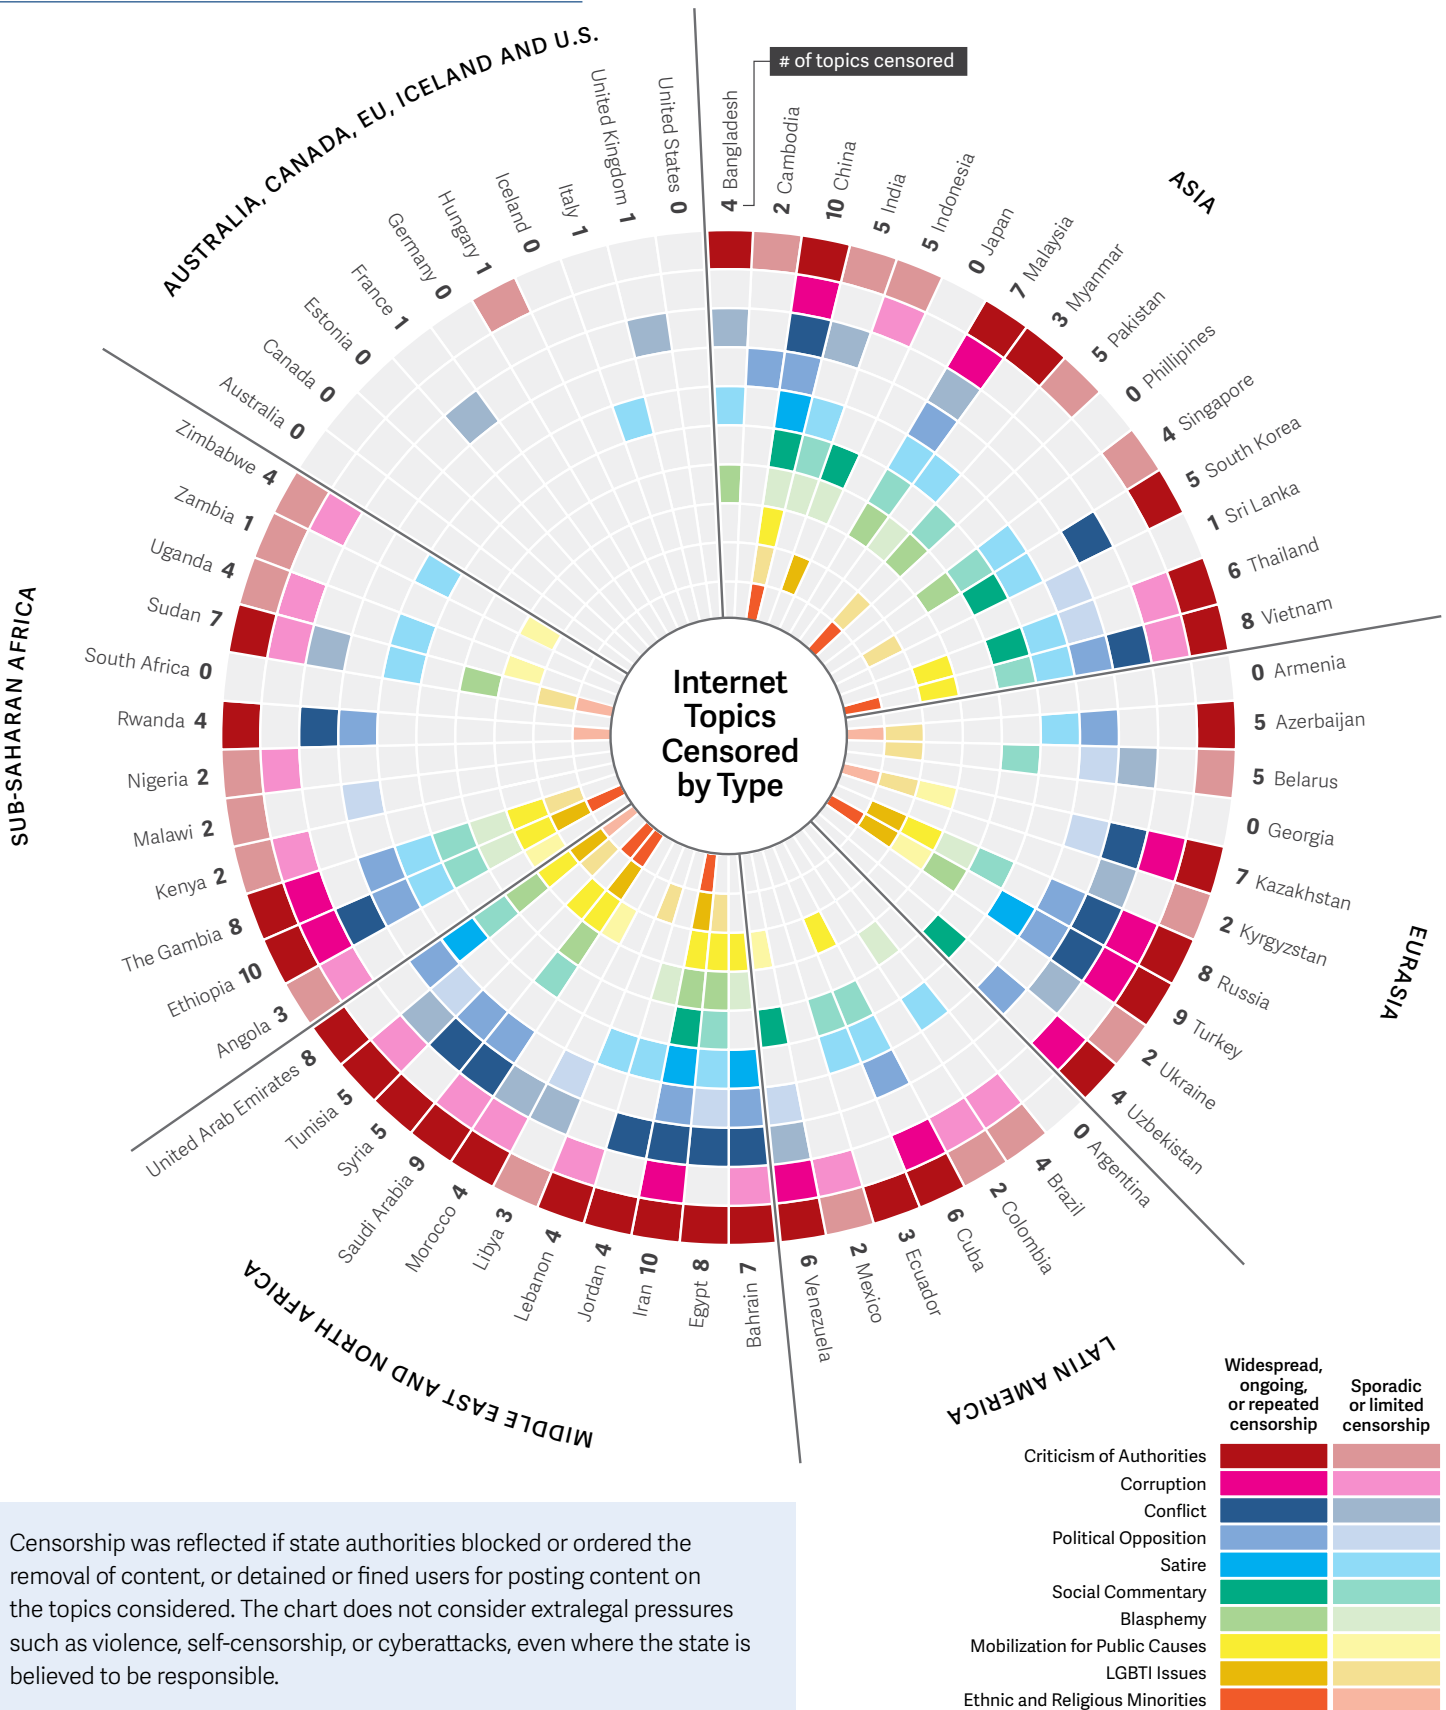 # of topics censored
AUSTRALIA, CANADA, EU, ICELAND AND U.S.
Australia 0
Canada 0
Estonia 0
France 1
Germany 0
Hungary 1
Iceland 0
Italy 1
United Kingdom 1
United States 0
ASIA
4 Bangladesh
2 Cambodia
10 China
5 India
5 Indonesia
0 Japan
7 Malaysia
3 Myanmar
5 Pakistan
0 Phillipines
4 Singapore
5 South Korea
1 Sri Lanka
6 Thailand
8 Vietnam
EURASIA
0 Armenia
5 Azerbaijan
5 Belarus
0 Georgia
7 Kazakhstan
2 Kyrgyzstan
8 Russia
9 Turkey
2 Ukraine
4 Uzbekistan
LATIN AMERICA
0 Argentina
4 Brazil
2 Colombia
6 Cuba
3 Ecuador
2 Mexico
6 Venezuela
MIDDLE EAST AND NORTH AFRICA
Bahrain 7
Egypt 8
Iran 10
Jordan 4
Lebanon 4
Libya 3
Morocco 4
Saudi Arabia 9
Syria 5
Tunisia 5
United Arab Emirates 8
SUB-SAHARAN AFRICA
Angola 3
Ethiopia 10
The Gambia 8
Kenya 2
Malawi 2
Nigeria 2
Rwanda 4
South Africa 0
Sudan 7
Uganda 4
Zambia 1
Zimbabwe 4
Internet
Topics
Censored
by Type
Widespread,
ongoing,
or repeated
censorship
Sporadic
or limited
censorship
Criticism of Authorities
Corruption
Conflict
Political Opposition
Satire
Social Commentary
Blasphemy
Mobilization for Public Causes
LGBTI Issues
Ethnic and Religious Minorities
Censorship was reflected if state authorities blocked or ordered the
removal of content, or detained or fined users for posting content on
the topics considered. The chart does not consider extralegal pressures
such as violence, self-censorship, or cyberattacks, even where the state is
believed to be responsible.